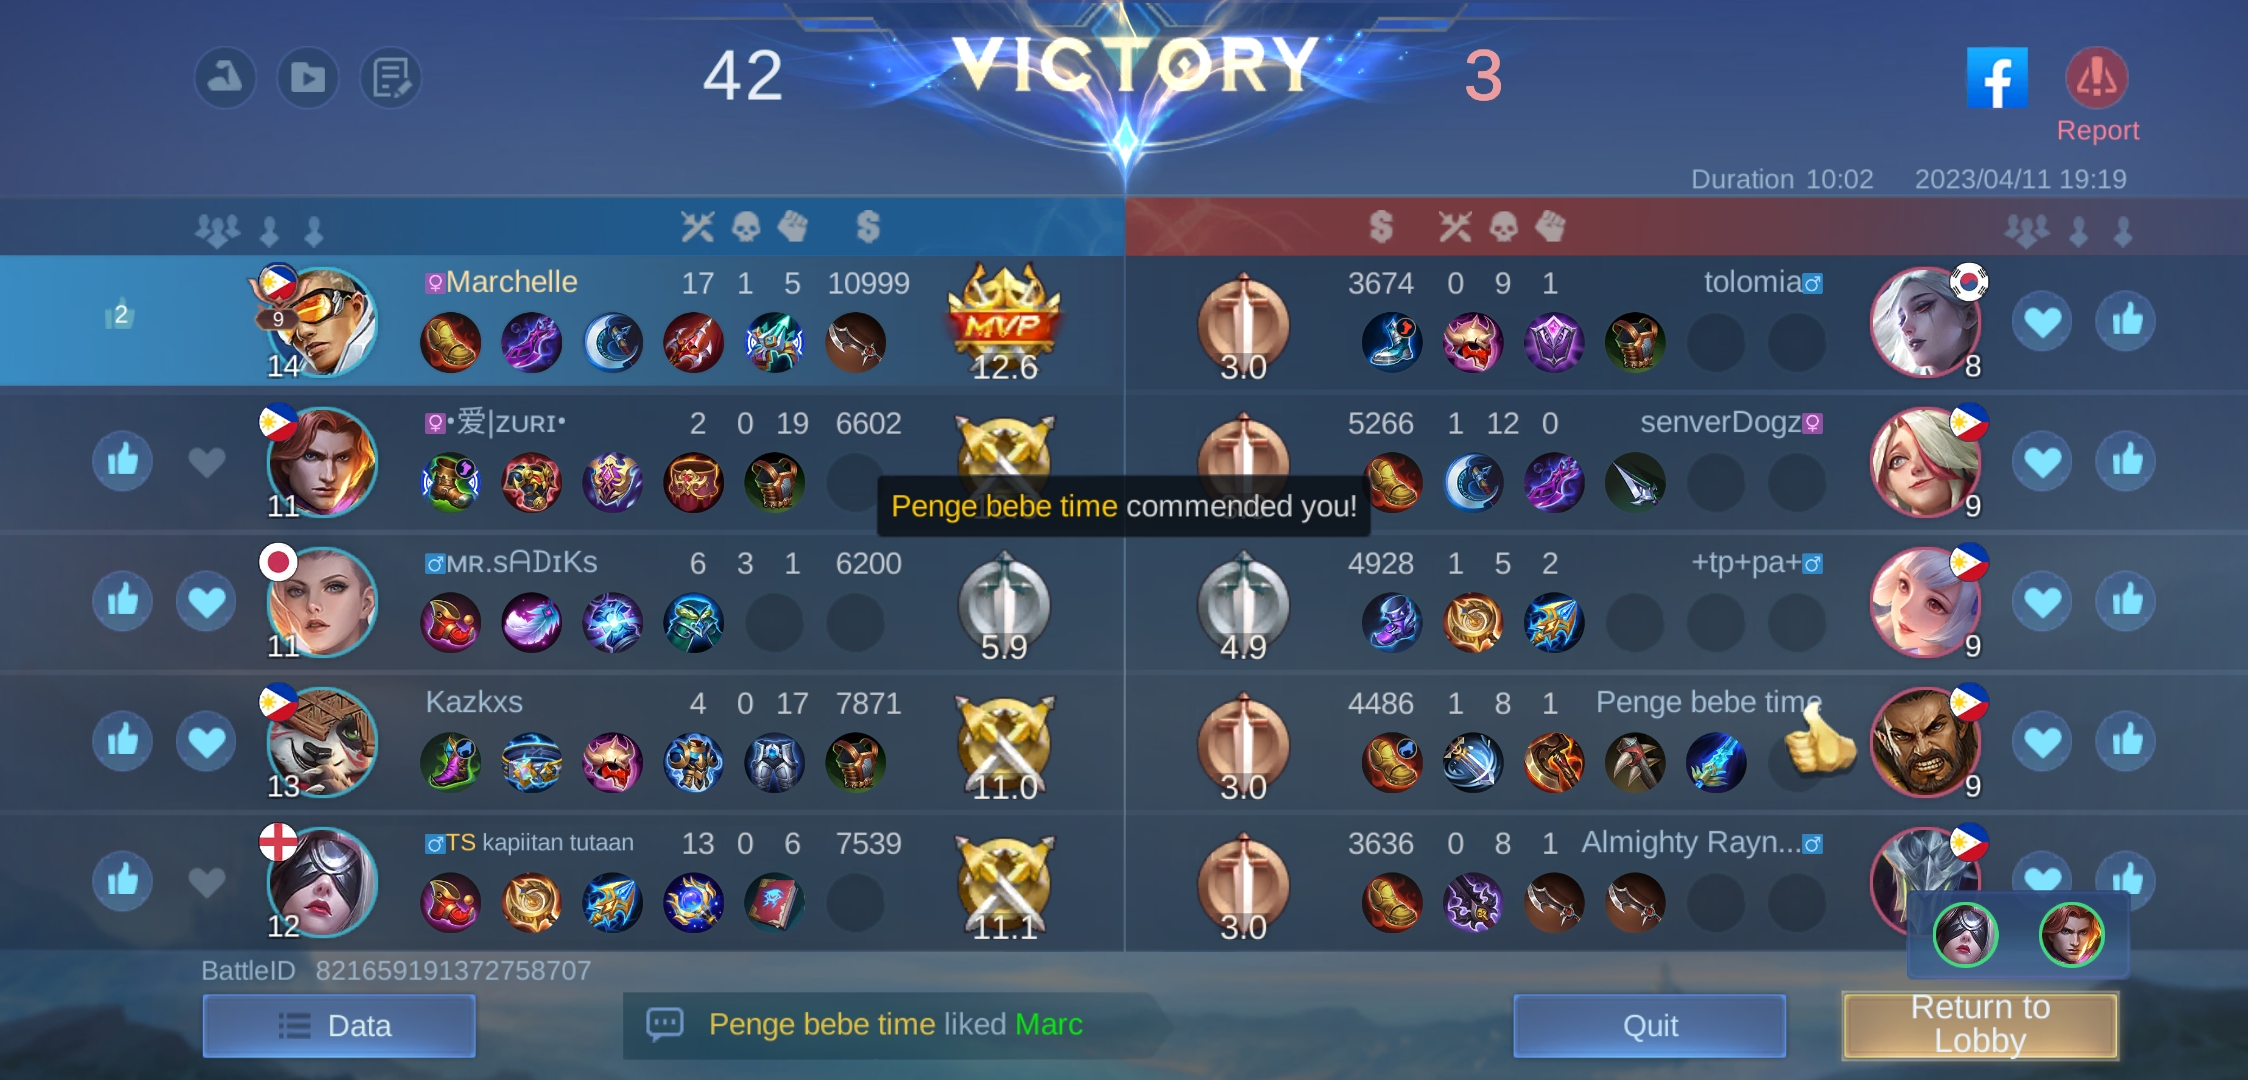 42 VICTORY 3
Report
Duration 10:02 2023/04/11 19:19
2 9 14 Marchelle 17 1 5 10999 MVP 12.6
3.0 3674 0 9 1 tolomia 8
11 •爱|ZURI• 2 0 19 6602
5266 1 12 0 senverDogz 9
Penge bebe time commended you!
11 MR.SᗩDIKs 6 3 1 6200 5.9
4.9 4928 1 5 2 +tp+pa+ 9
13 Kazkxs 4 0 17 7871 11.0
3.0 4486 1 8 1 Penge bebe time 9
12 TS kapiitan tutaan 13 0 6 7539 11.1
3.0 3636 0 8 1 Almighty Rayn...
BattleID 821659191372758707
Data
Penge bebe time liked Marc
Quit
Return to
Lobby